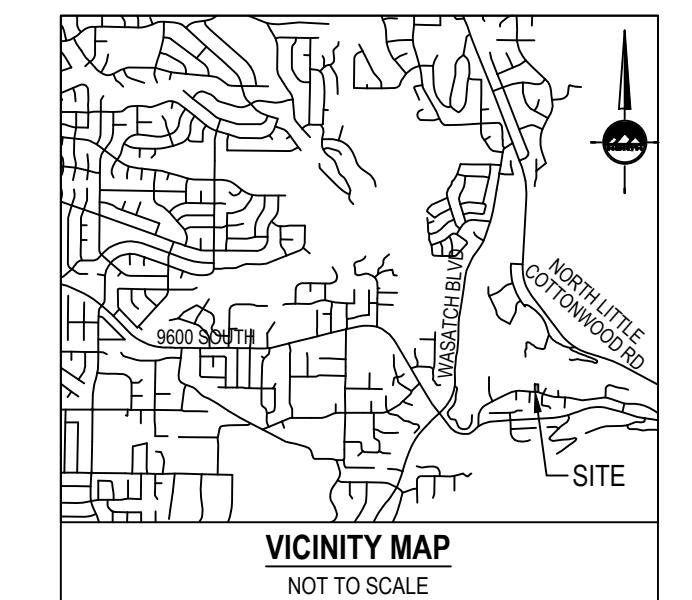 9600 SOUTH
WASATCH BLVD
NORTH LITTLE
COTTONWOOD RD
SITE
VICINITY MAP
NOT TO SCALE